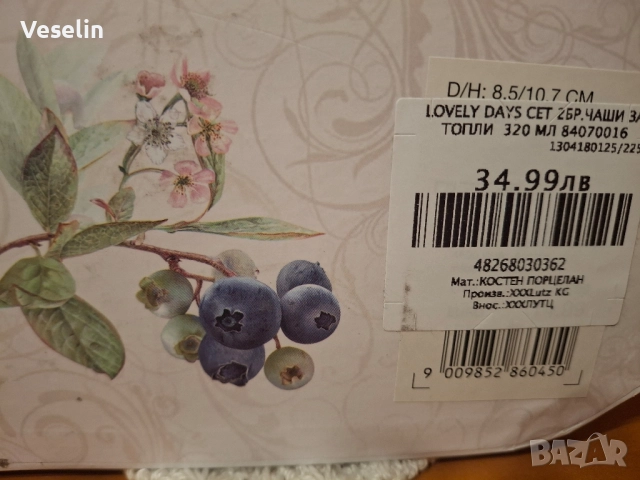 Veselin
D/H: 8.5/10.7 CM
LOVELY DAYS СЕТ 2БР.ЧАШИ ЗА
ТОПЛИ 320 МЛ 84070016
1304180125/225
34.99лв
48268030362
Мат.:КОСТЕН ПОРЦЕЛАН
Произв.:XXXLutz KG
Внос.:XXXЛУТЦ
9 009852 860450
BAZAR